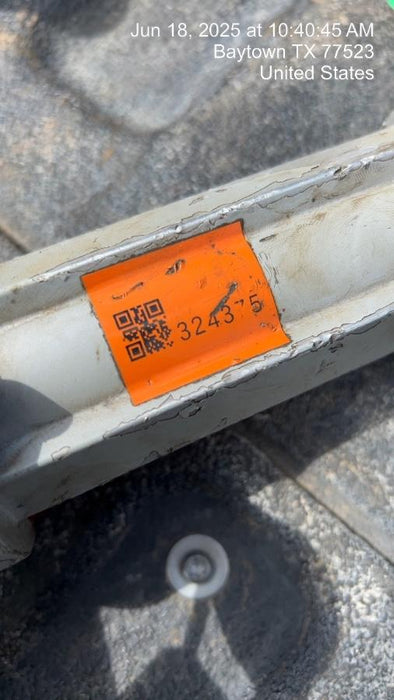 Jun 18, 2025 at 10:40:45 AM
Baytown TX 77523
United States
324375